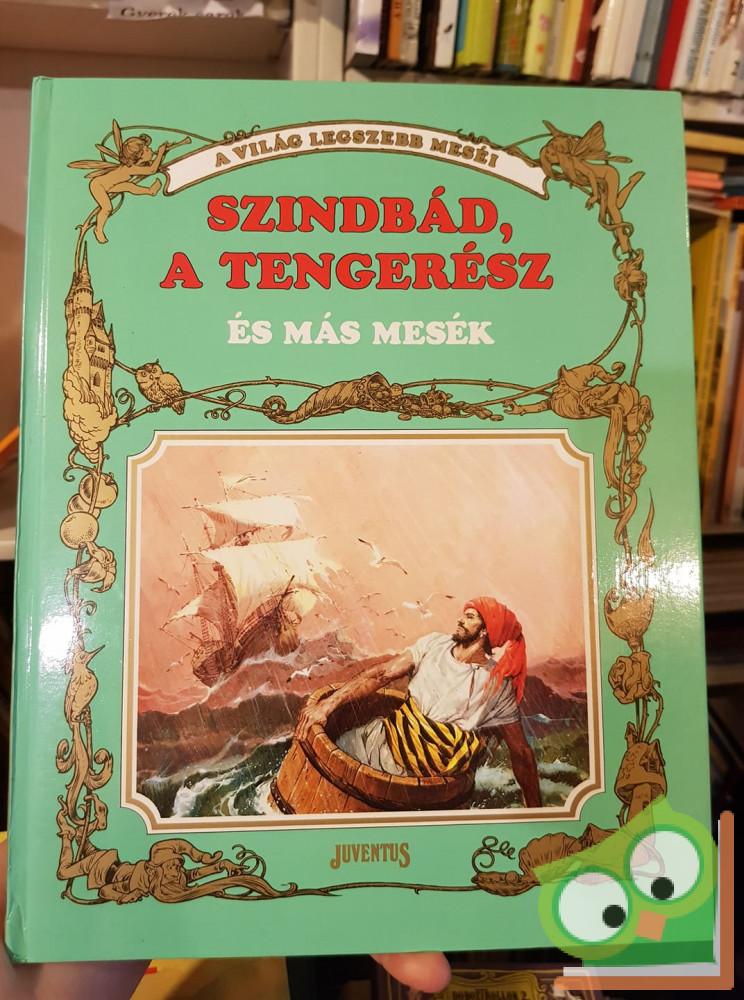 A VILÁG LEGSZEBB MESÉI
SZINDBÁD,
A TENGERÉSZ
ÉS MÁS MESÉK
JUVENTUS